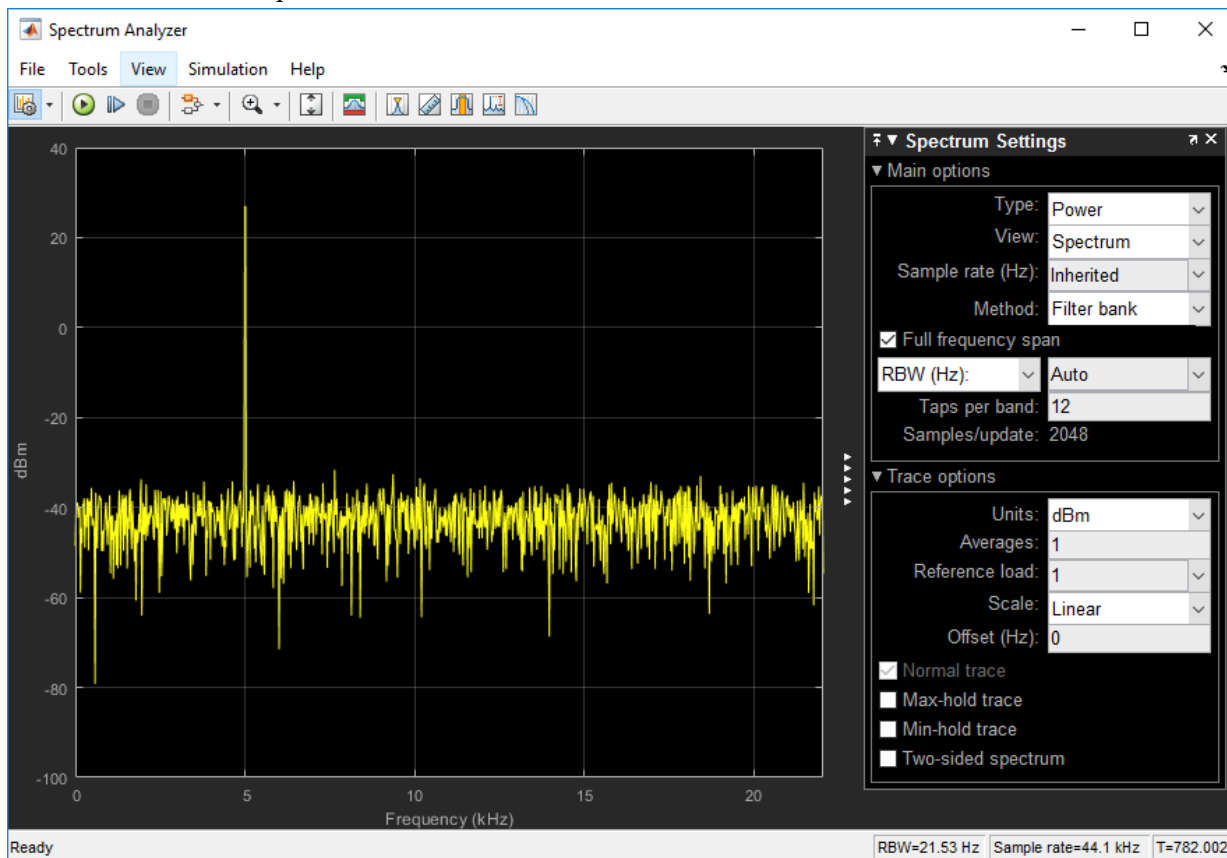 Spectrum Analyzer
File Tools View Simulation Help
40
20
0
-20
-40
-60
-80
-100
dBm
0 5 10 15 20
Frequency (kHz)
Spectrum Settings
Main options
Type: Power
View: Spectrum
Sample rate (Hz): Inherited
Method: Filter bank
Full frequency span
RBW (Hz): Auto
Taps per band: 12
Samples/update: 2048
Trace options
Units: dBm
Averages: 1
Reference load: 1
Scale: Linear
Offset (Hz): 0
Normal trace
Max-hold trace
Min-hold trace
Two-sided spectrum
Ready RBW=21.53 Hz Sample rate=44.1 kHz T=782.002